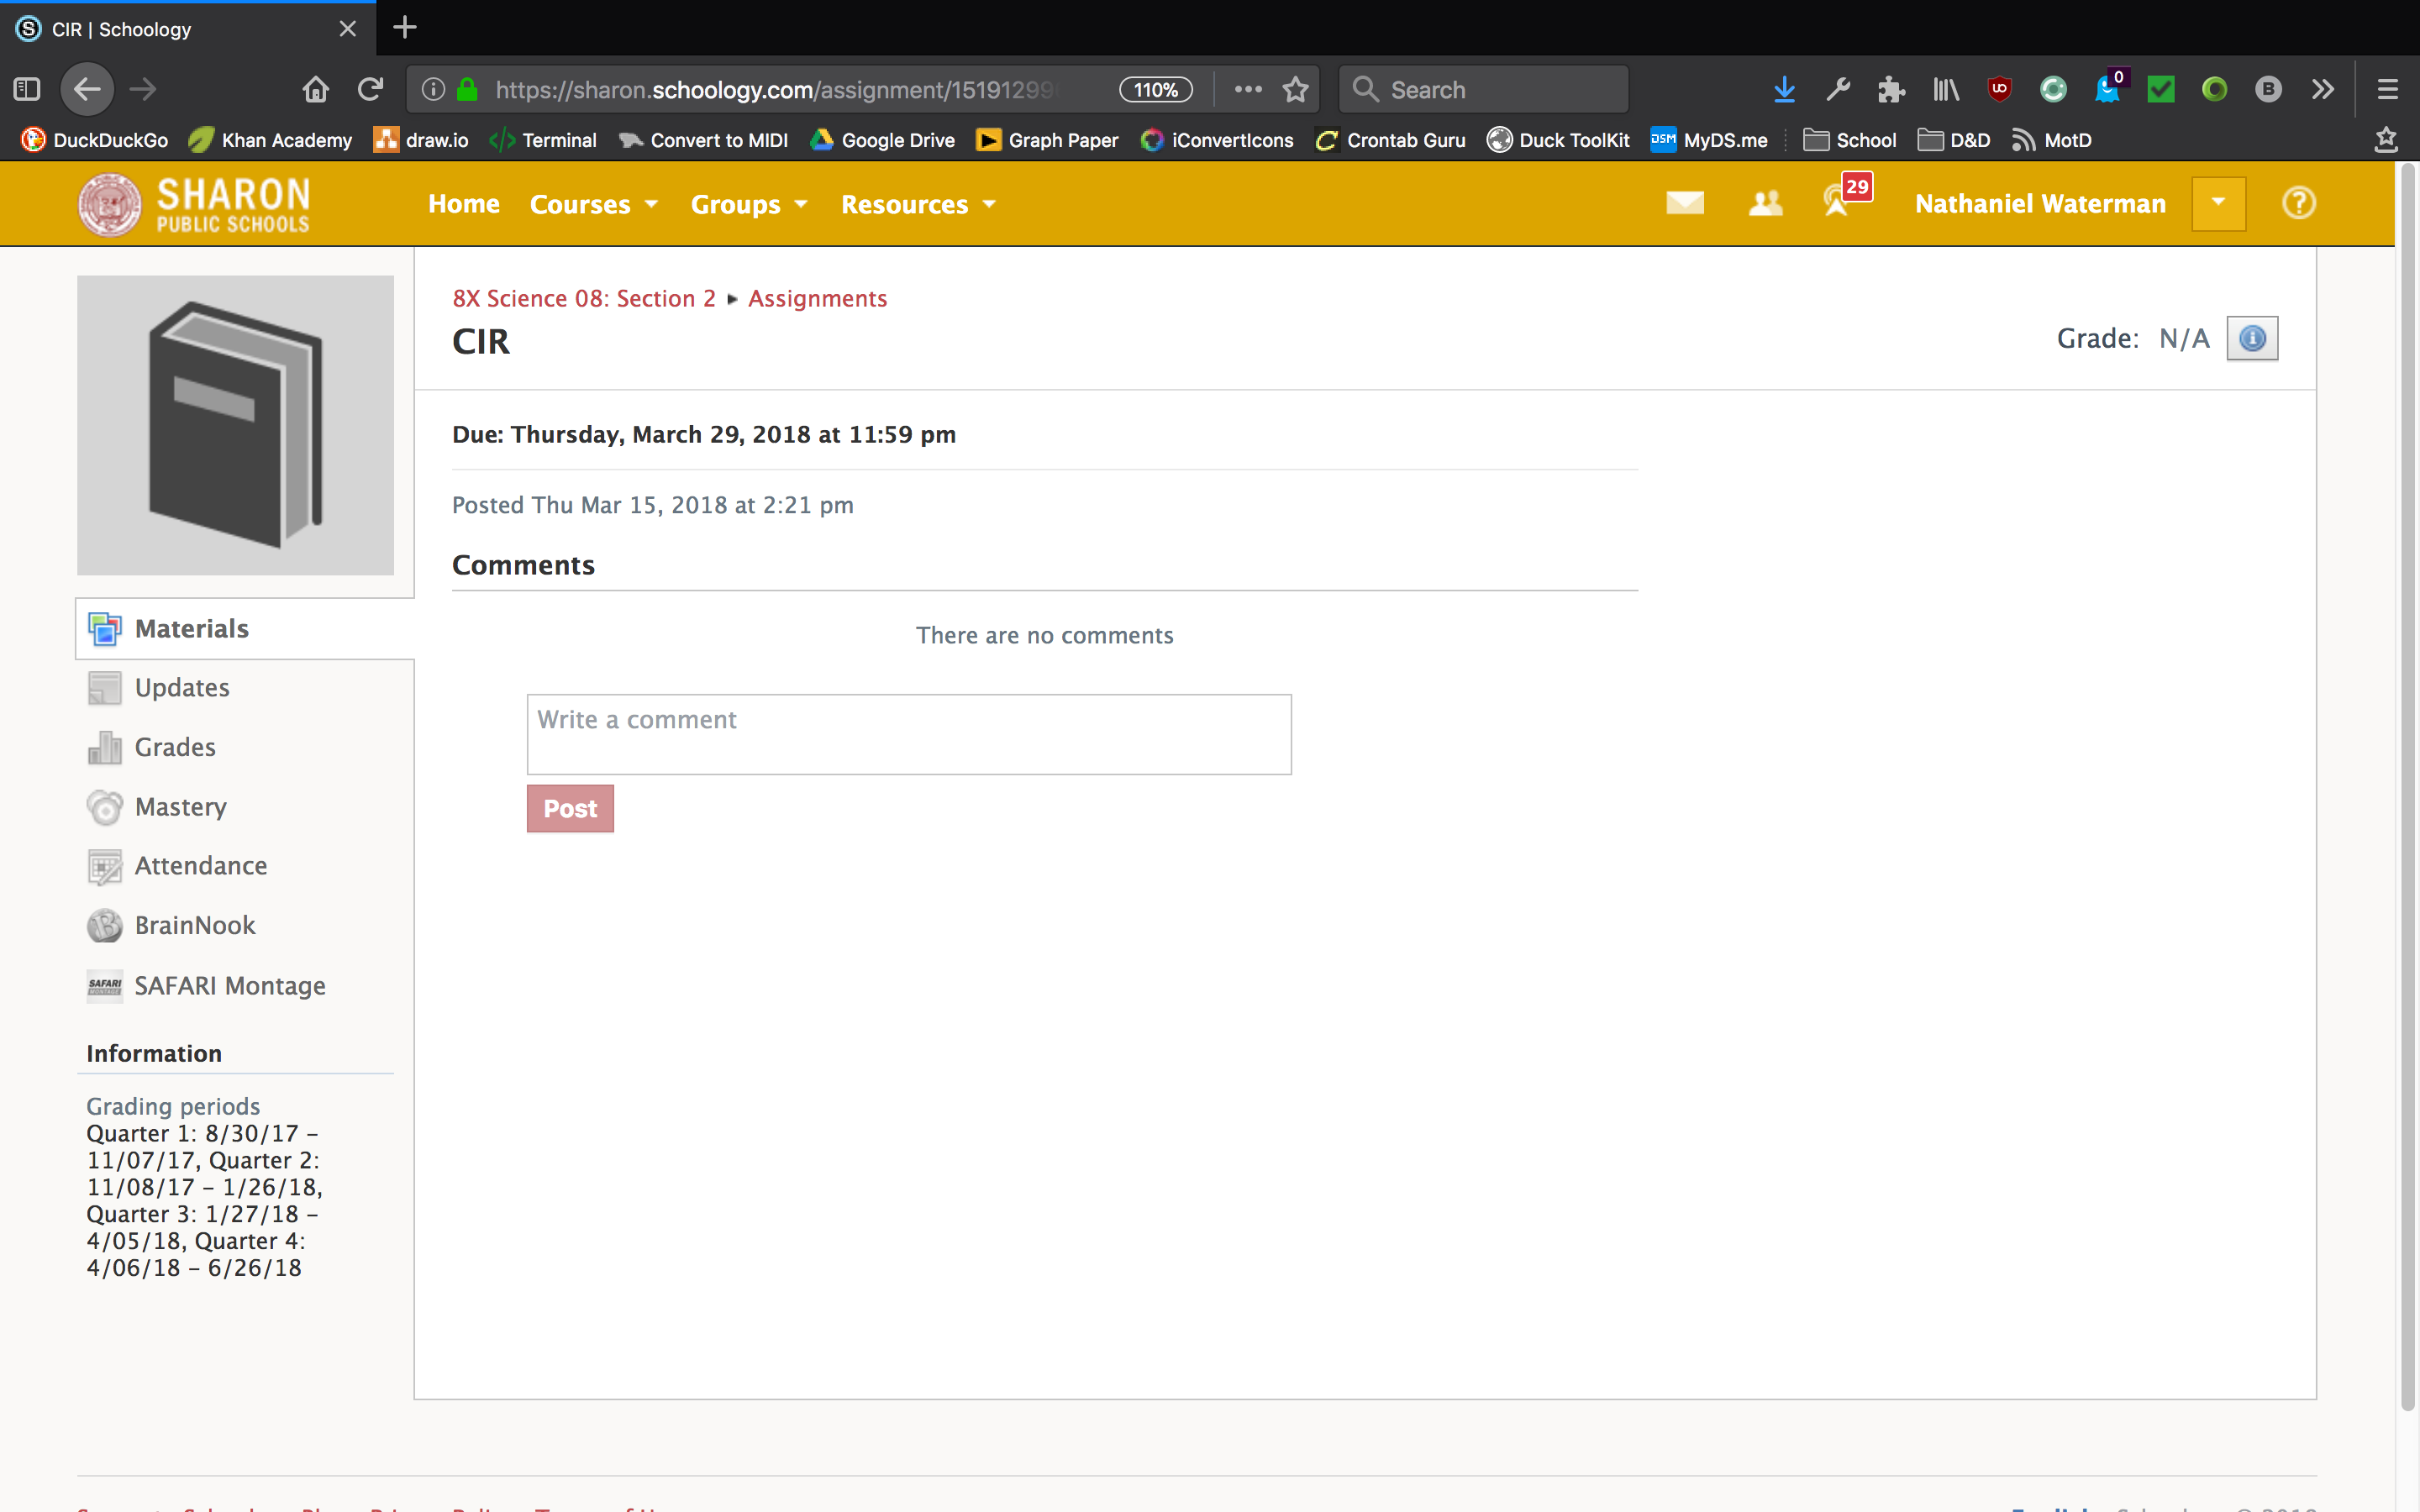 CIR | Schoology
https://sharon.schoology.com/assignment/15191299
110%
Search
0
B
DuckDuckGo
Khan Academy
draw.io
Terminal
Convert to MIDI
Google Drive
Graph Paper
iConvertIcons
Crontab Guru
Duck ToolKit
DSM MyDS.me
School
D&D
MotD
SHARON
PUBLIC SCHOOLS
Home
Courses
Groups
Resources
29
Nathaniel Waterman
8X Science 08: Section 2 ▸ Assignments
CIR
Grade: N/A
Due: Thursday, March 29, 2018 at 11:59 pm
Posted Thu Mar 15, 2018 at 2:21 pm
Comments
There are no comments
Write a comment
Post
Materials
Updates
Grades
Mastery
Attendance
BrainNook
SAFARI Montage
Information
Grading periods
Quarter 1: 8/30/17 –
11/07/17, Quarter 2:
11/08/17 – 1/26/18,
Quarter 3: 1/27/18 –
4/05/18, Quarter 4:
4/06/18 – 6/26/18